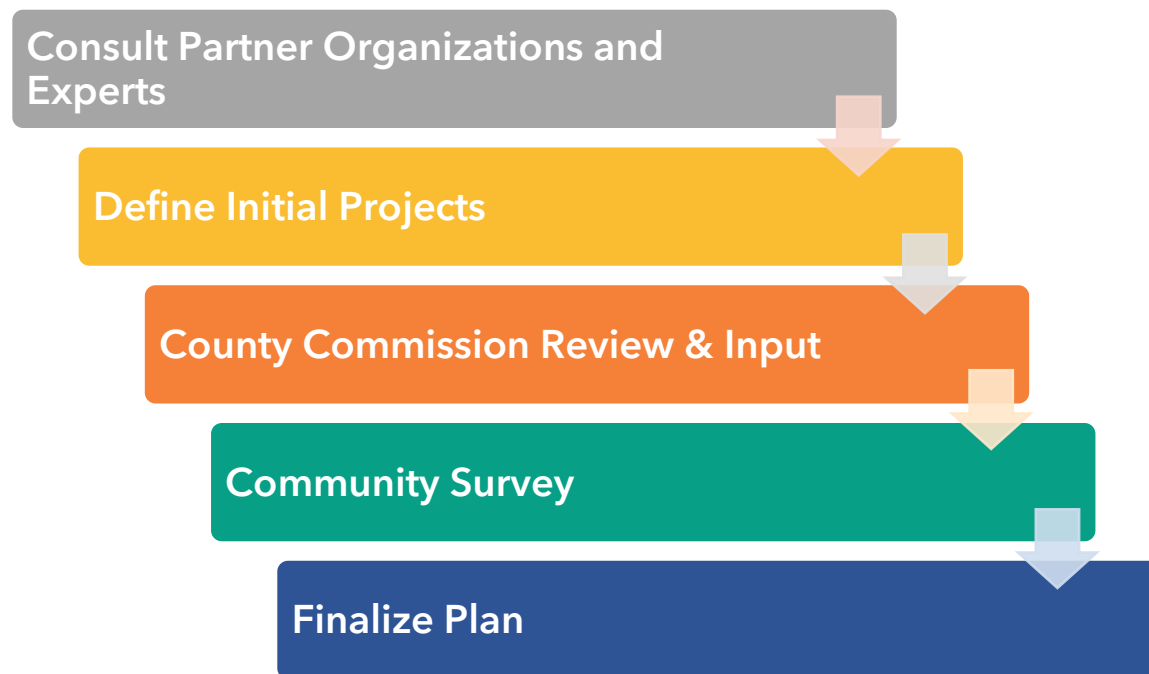 Consult Partner Organizations and
Experts
Define Initial Projects
County Commission Review & Input
Community Survey
Finalize Plan